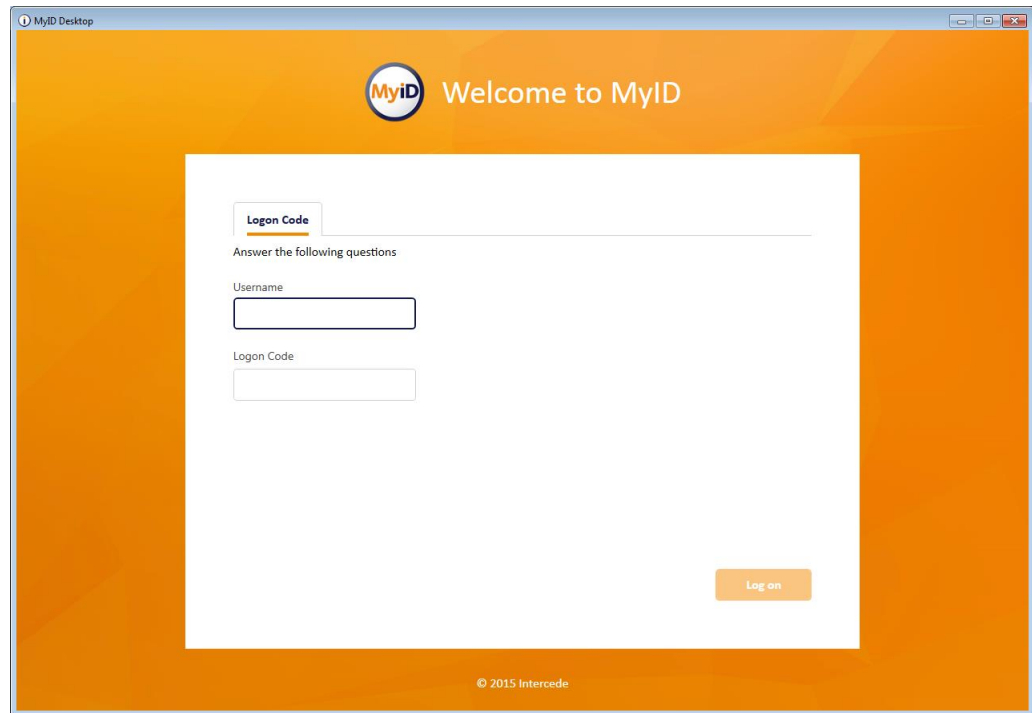 MyID Desktop
MyiD
Welcome to MyID
Logon Code
Answer the following questions
Username
Logon Code
Log on
© 2015 Intercede